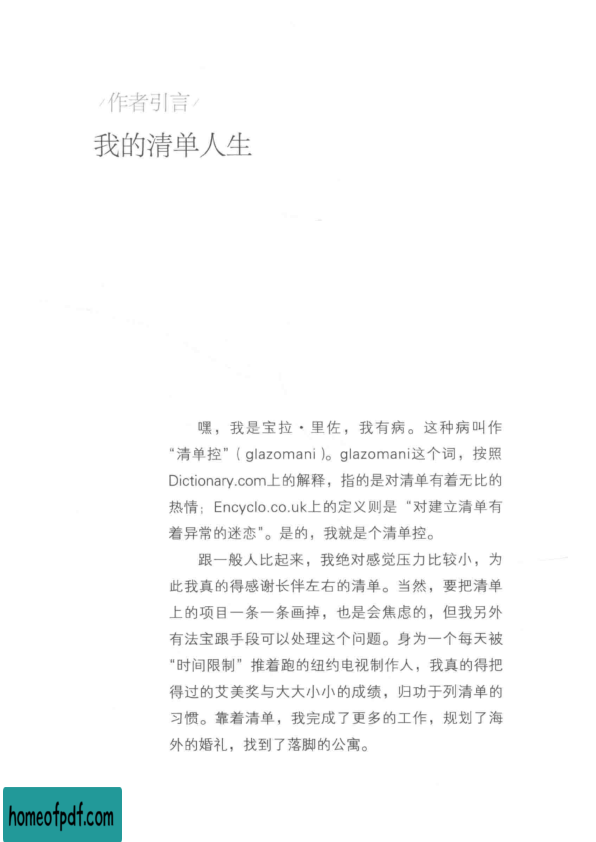 /作者引言/
我的清单人生
嘿，我是宝拉·里佐，我有病。这种病叫作
“清单控”（glazomani）。glazomani这个词，按照
Dictionary.com上的解释，指的是对清单有着无比的
热情；Encyclo.co.uk上的定义则是“对建立清单有
着异常的迷恋”。是的，我就是个清单控。
跟一般人比起来，我绝对感觉压力比较小，为
此我真的得感谢长伴左右的清单。当然，要把清单
上的项目一条一条画掉，也是会焦虑的，但我另外
有法宝跟手段可以处理这个问题。身为一个每天被
“时间限制”推着跑的纽约电视制作人，我真的得把
得过的艾美奖与大大小小的成绩，归功于列清单的
习惯。靠着清单，我完成了更多的工作，规划了海
外的婚礼，找到了落脚的公寓。
homeofpdf.com